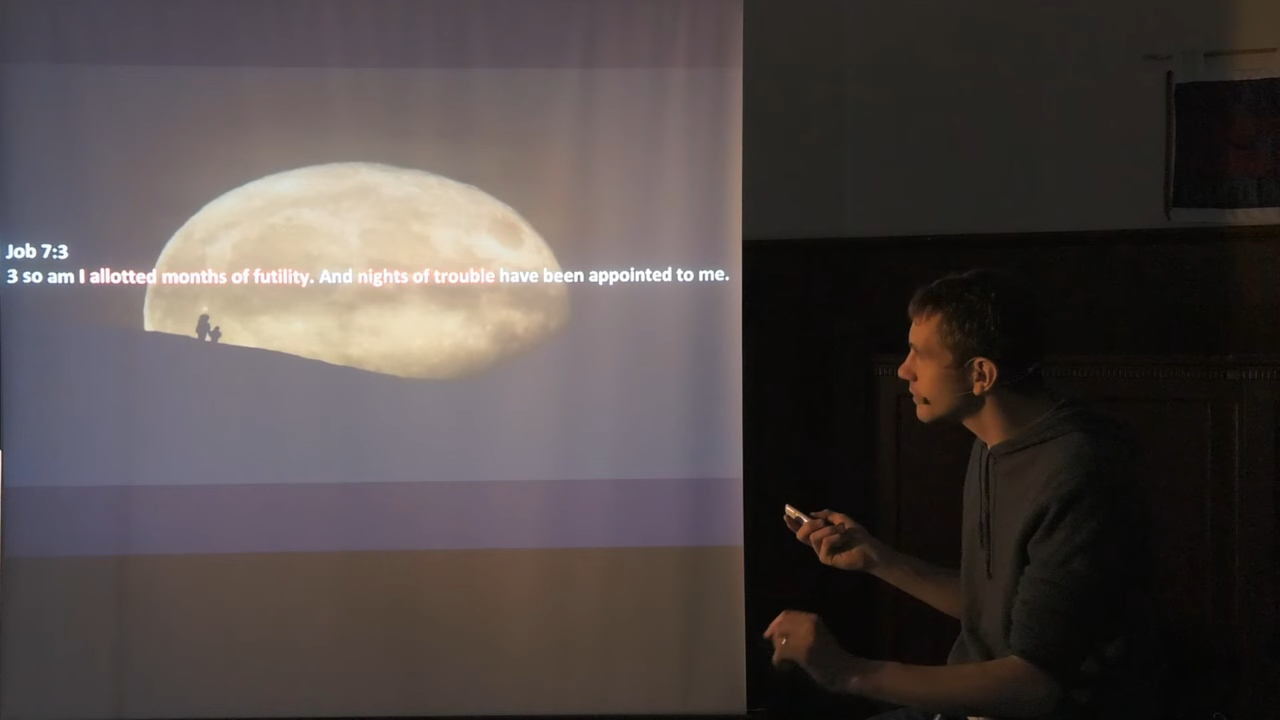 Job 7:3
3 so am I allotted months of futility. And nights of trouble have been appointed to me.